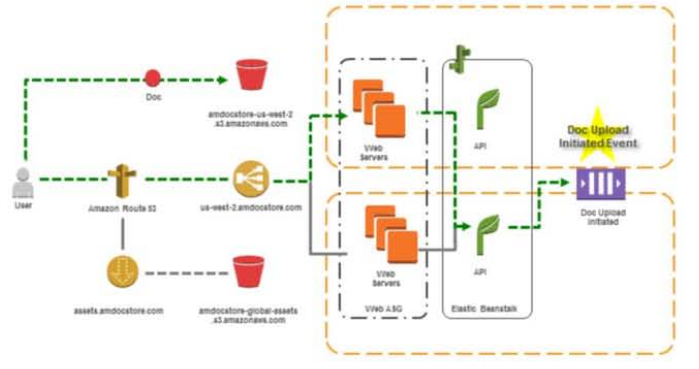 Doc
amdocstore-us-west-2
.s3.amazonaws.com
User
Amazon Route 53
us-west-2.amdocstore.com
assets.amdocstore.com
amdocstore-global-assets
.s3.amazonaws.com
Web
Servers
Web
Servers
Web ASG
API
API
Elastic Beanstalk
Doc Upload
Initiated Event
Doc Upload
Initiated